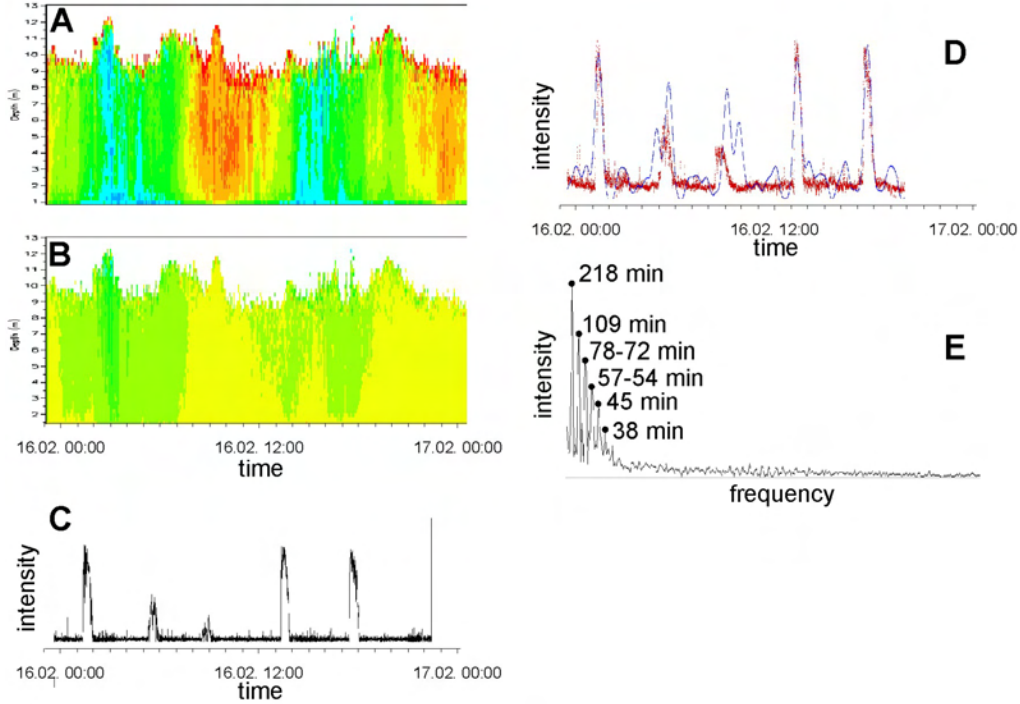 A
13
12
11
10
9
8
7
6
5
4
3
2
1
Depth (m)
B
13
12
11
10
9
8
7
6
5
4
3
2
Depth (m)
16.02. 00:00 16.02. 12:00 17.02. 00:00
time
C
intensity
16.02. 00:00 16.02. 12:00 17.02. 00:00
time
D
intensity
16.02. 00:00 16.02. 12:00 17.02. 00:00
time
E
intensity
218 min
109 min
78-72 min
57-54 min
45 min
38 min
frequency